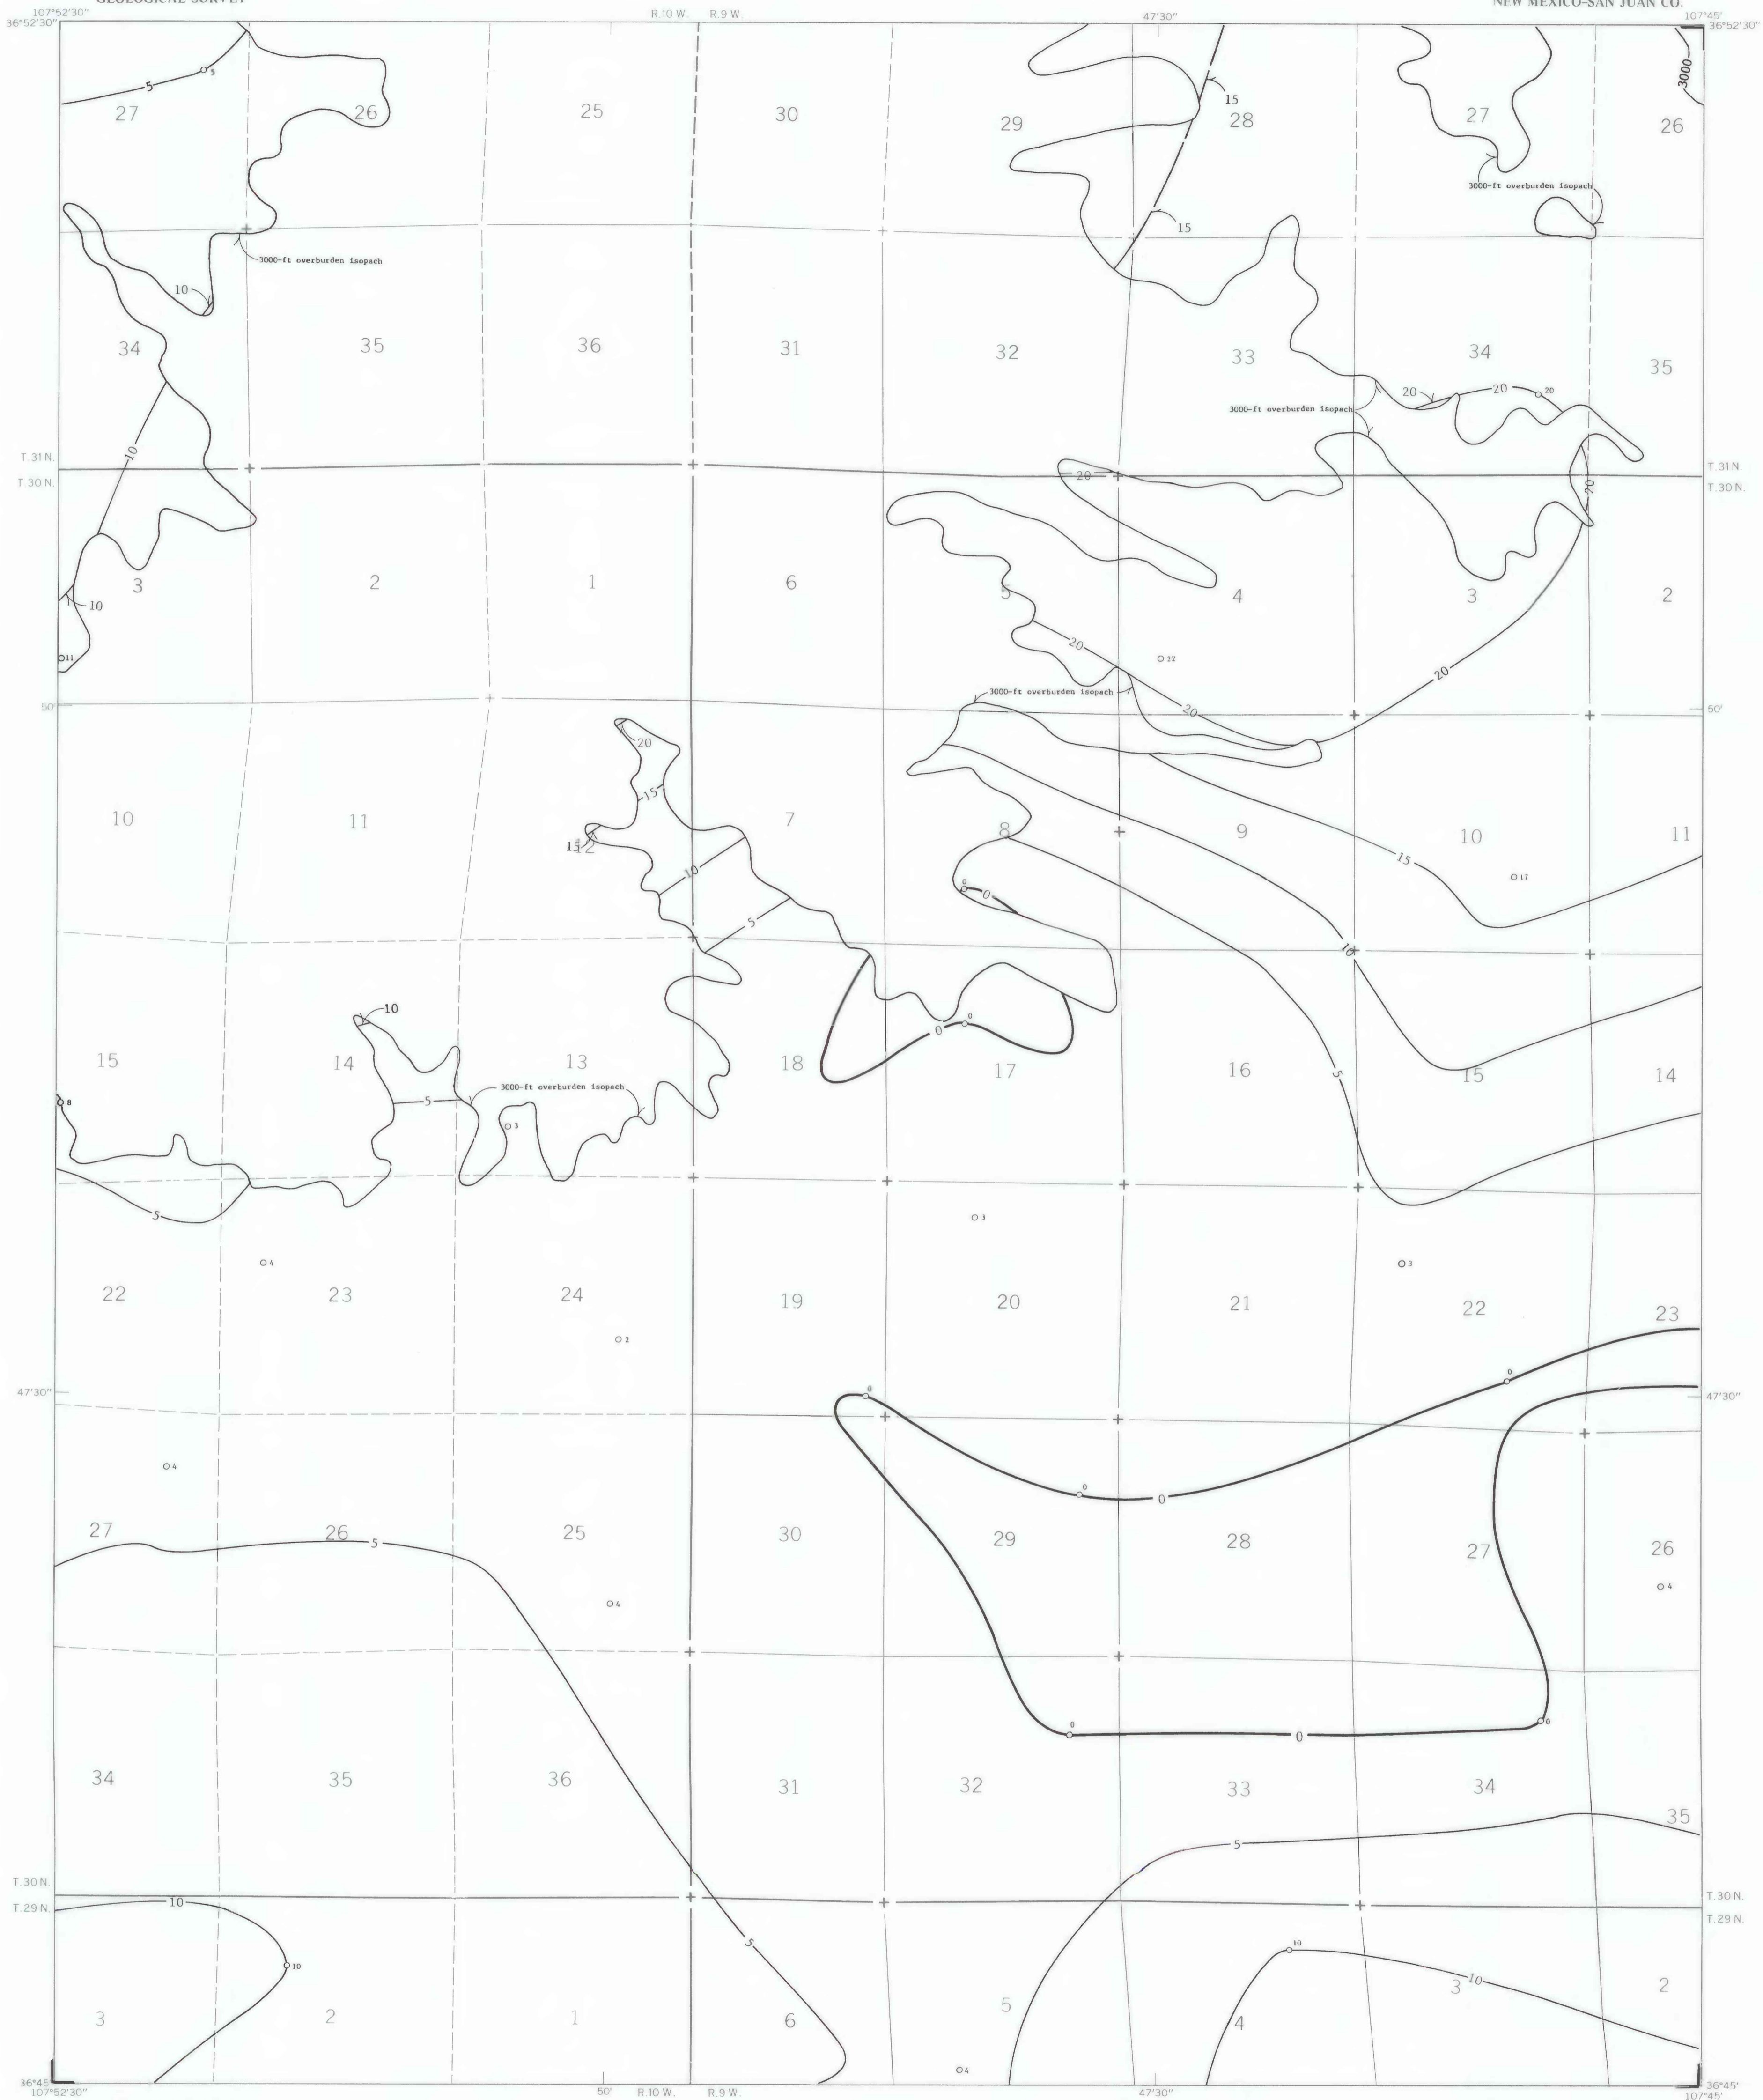 GEOLOGICAL SURVEY
NEW MEXICO–SAN JUAN CO.
107°52'30" R.10 W. R.9 W. 47'30" 107°45'
36°52'30" 36°52'30"
5 5 3000
15
27 26 25 30 29 28 27 26
3000-ft overburden isopach
15
3000-ft overburden isopach
10
34 35 36 31 32 33 34 35
20 20 20
3000-ft overburden isopach
10
T.31 N. T.31 N.
T.30 N. 20 20 T.30 N.
3 2 1 6 5 4 3 2
10
20
11 22
20
3000-ft overburden isopach
50' 20 50'
20
15
10 11 12 7 8 9 10 11
15
15
10 17
0 0
5
10
10
0 0
15 14 13 18 17 16 15 14
5
3000-ft overburden isopach
8 5
3
5 3
4 3
22 23 24 19 20 21 22 23
2
0
47'30" 0 47'30"
4
0 0
27 26 25 30 29 28 27 26
5
4
4
0 0 0
34 35 36 31 32 33 34 35
5
T.30 N. T.30 N.
T.29 N. 10 T.29 N.
5 10
10
10
3 2 1 6 5 4 3 2
4
36°45' 36°45'
107°52'30" 50' R.10 W. R.9 W. 47'30" 107°45'